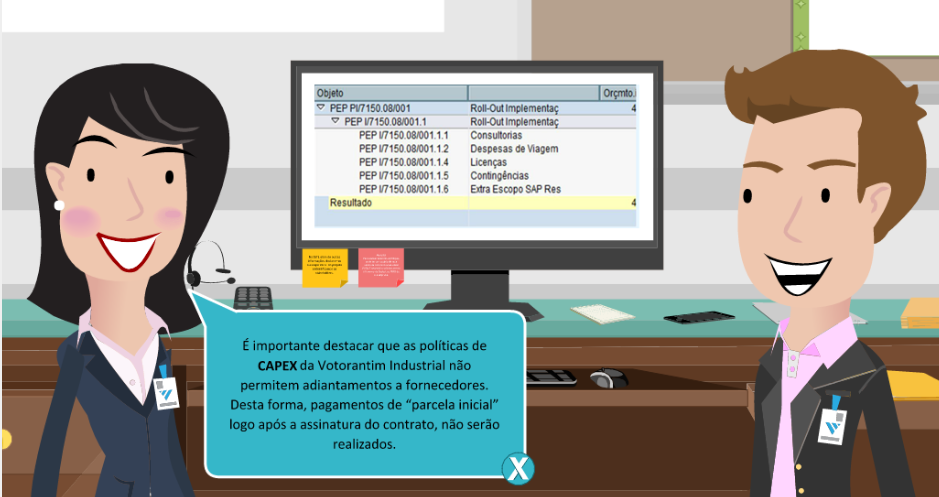 Objeto Orçmto.
PEP PI/7150.08/001 Roll-Out Implementaç 4
PEP I/7150.08/001.1 Roll-Out Implementaç
PEP I/7150.08/001.1.1 Consultorias
PEP I/7150.08/001.1.2 Despesas de Viagem
PEP I/7150.08/001.1.4 Licenças
PEP I/7150.08/001.1.5 Contingências
PEP I/7150.08/001.1.6 Extra Escopo SAP Res
Resultado 4
É importante destacar que as políticas de
CAPEX da Votorantim Industrial não
permitem adiantamentos a fornecedores.
Desta forma, pagamentos de “parcela inicial”
logo após a assinatura do contrato, não serão
realizados.
X